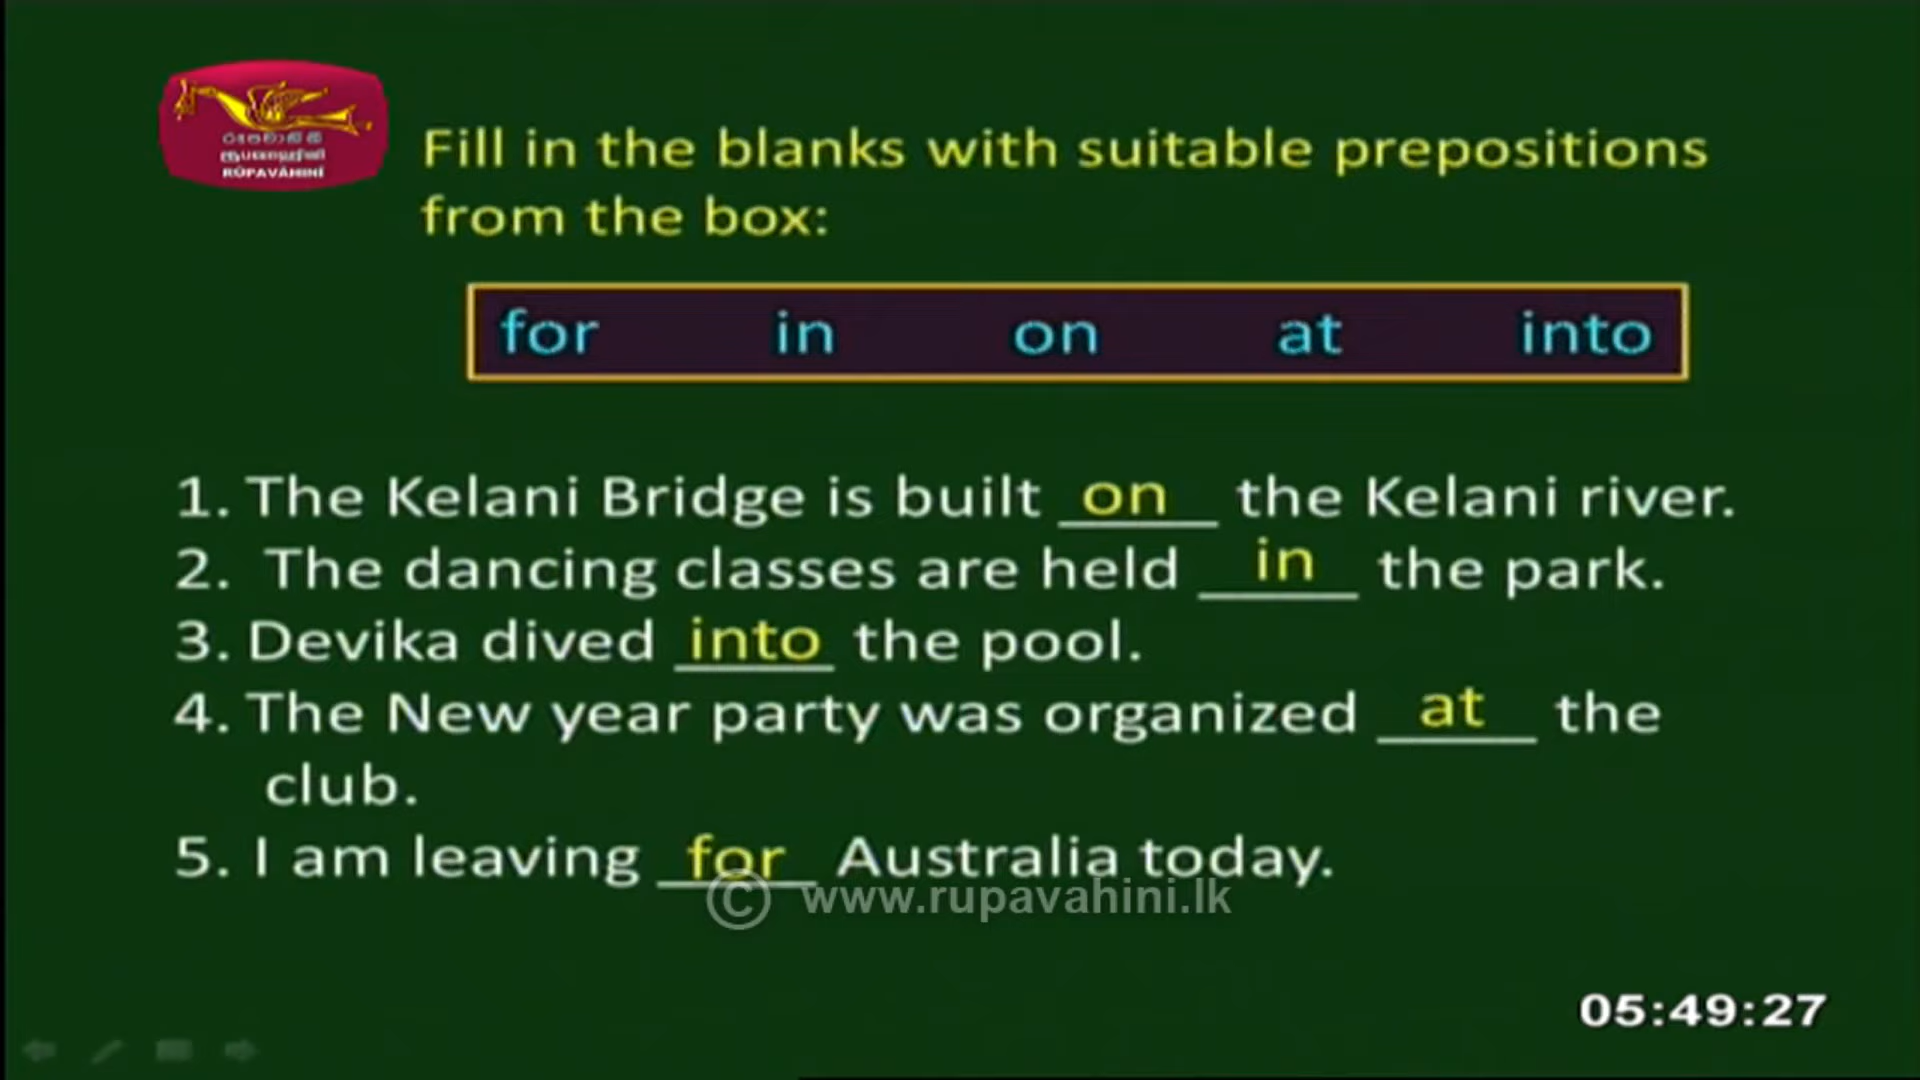 RŪPAVĀHINĪ
Fill in the blanks with suitable prepositions
from the box:
for in on at into
1. The Kelani Bridge is built on the Kelani river.
2. The dancing classes are held in the park.
3. Devika dived into the pool.
4. The New year party was organized at the
club.
5. I am leaving for Australia today.
© www.rupavahini.lk
05:49:27